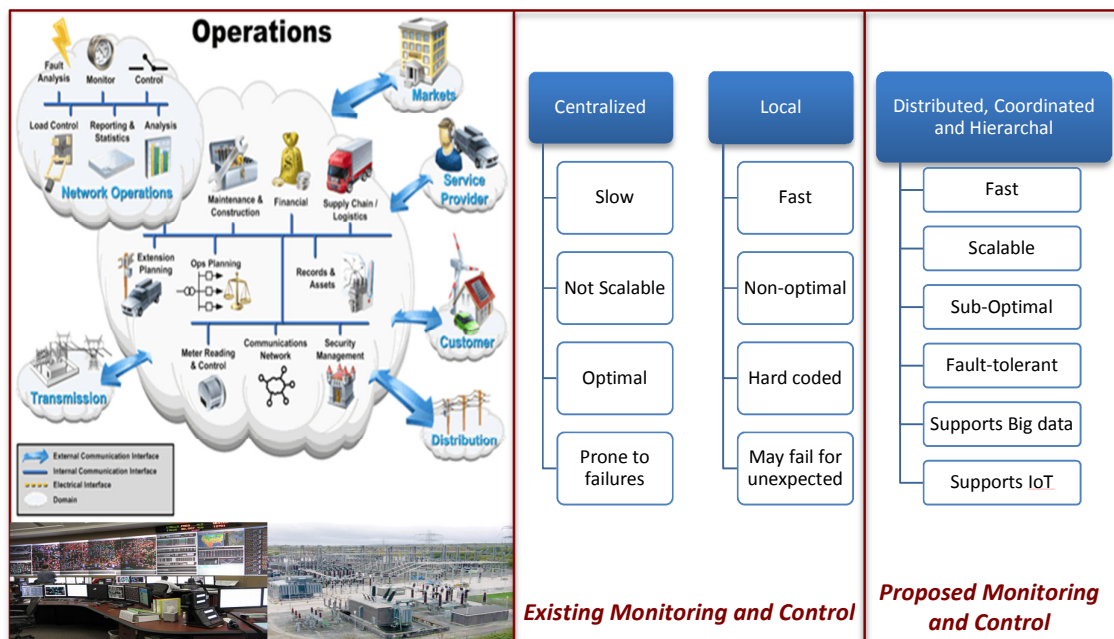 Operations
Fault
Analysis
Monitor
Control
Load Control
Reporting &
Statistics
Analysis
Network Operations
Markets
Service
Provider
Maintenance &
Construction
Financial
Supply Chain /
Logistics
Extension
Planning
Ops Planning
Records &
Assets
Customer
Meter Reading
& Control
Communications
Network
Security
Management
Transmission
Distribution
External Communication Interface
Internal Communication Interface
Electrical Interface
Domain
Centralized
Slow
Not Scalable
Optimal
Prone to
failures
Local
Fast
Non-optimal
Hard coded
May fail for
unexpected
Existing Monitoring and Control
Distributed, Coordinated
and Hierarchal
Fast
Scalable
Sub-Optimal
Fault-tolerant
Supports Big data
Supports IoT
Proposed Monitoring
and Control